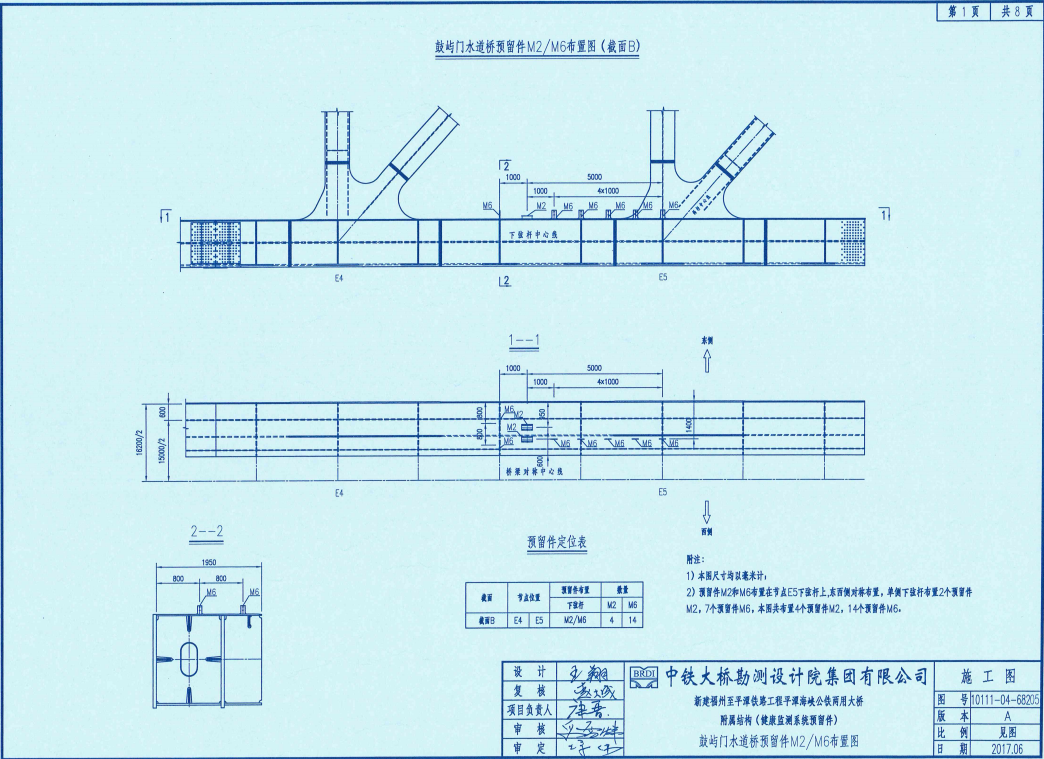 第 1 页 共 8 页
鼓屿门水道桥预留件M2/M6布置图(截面B)
2
1000 5000
1000 4x1000
M6 M2 M6 M6 M6 M6 M6
1 1
下弦杆中心线
E4 E5
2
1--1
东侧
1000 5000
1000 4x1000
600 600 M6 M2 950 1400
16200/2 15000/2 600 M2
M6 M6 M6 M6 M6 M6
600
桥梁对称中心线
E4 E5
西侧
2--2
1950
800 800
M6 M6
预留件定位表
截面 节点位置 预留件布置 数量
下弦杆 M2 M6
截面B E4 E5 M2/M6 4 14
附注:
1) 本图尺寸均以毫米计;
2) 预留件M2和M6布置在节点E5下弦杆上,东西侧对称布置,单侧下弦杆布置2个预留件
M2,7个预留件M6,本图共布置4个预留件M2,14个预留件M6。
设 计
复 核
项目负责人
审 核
审 定
BRDI 中铁大桥勘测设计院集团有限公司
新建福州至平潭铁路工程平潭海峡公铁两用大桥
附属结构(健康监测系统预留件)
鼓屿门水道桥预留件M2/M6布置图
施 工 图
图 号 10111-04-68205
版 本 A
比 例 见图
日 期 2017.06